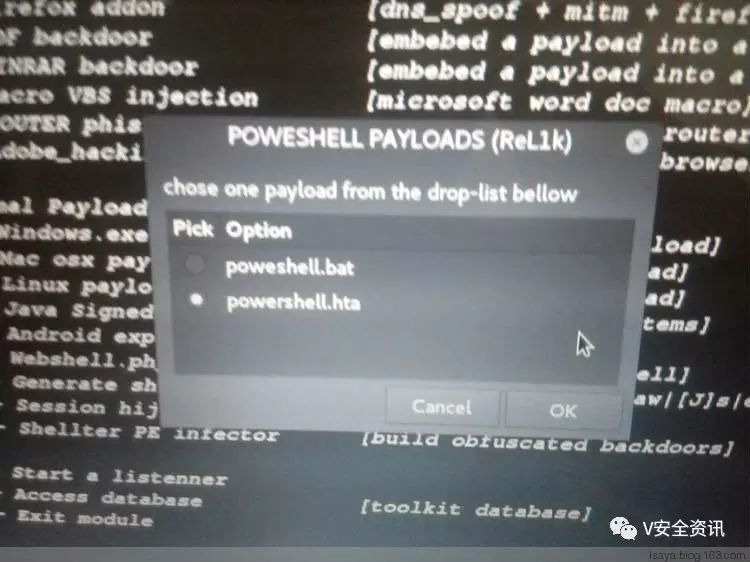 refox addon [dns_spoof + mitm + firef
DF backdoor [embebed a payload into a
INRAR backdoor [embebed a payload into a
acro VBS injection [microsoft word doc macro]
OUTER phis router
dobe_hacki browse
POWESHELL PAYLOADS (ReL1k)
chose one payload from the drop-list bellow
Pick Option
poweshell.bat
powershell.hta
Cancel OK
nal Payload
Windows.exe load]
Mac osx pay ad]
Linux paylo ad]
Java Signed tems]
Android exp
Webshell.ph ell]
- Generate sh aw|[J]s|e
- Session hij
- Shellter PE infector [build obfuscated backdoors]
Start a listenner
- Access database [toolkit database]
- Exit module
V安全资讯
lsaya.blog.163.com